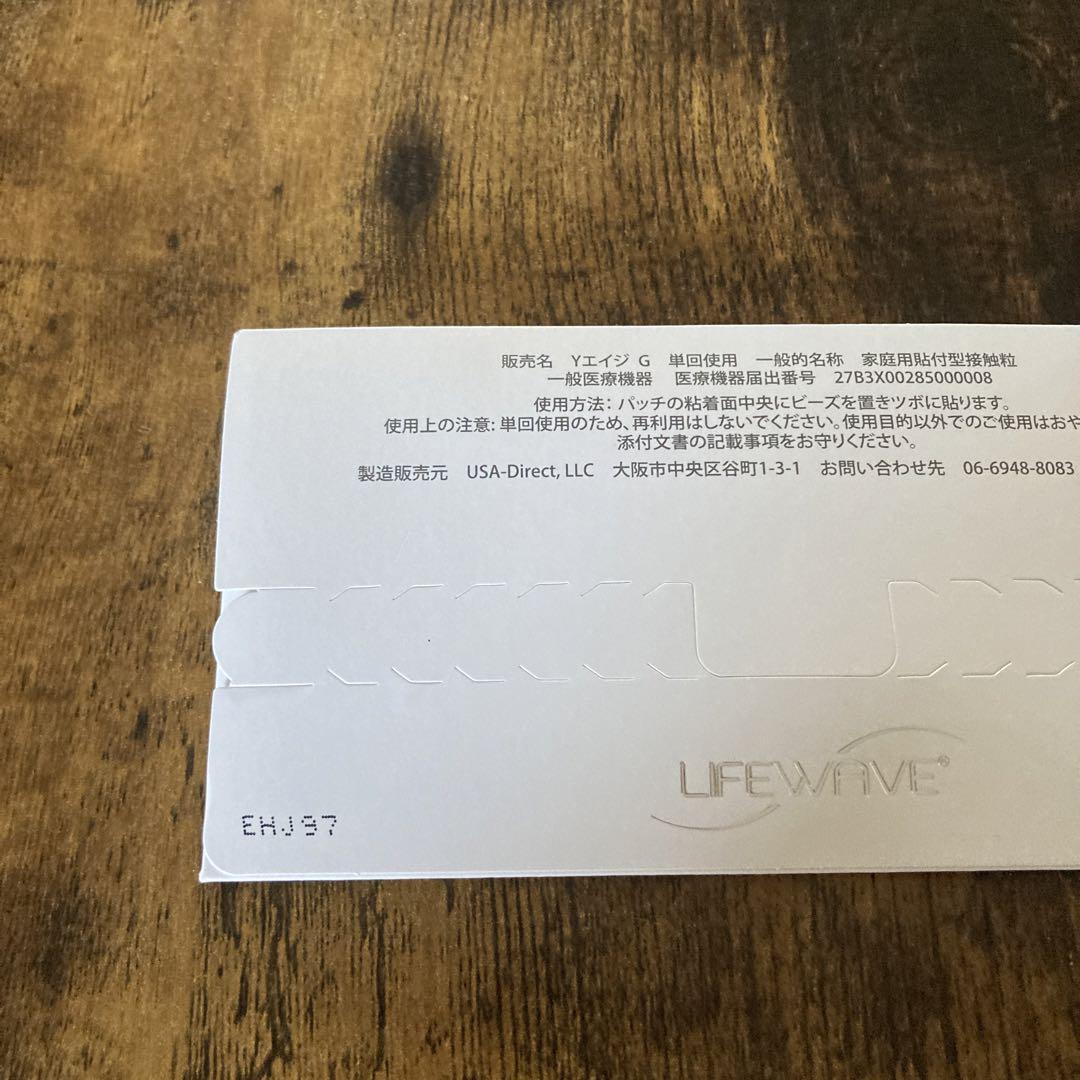 販売名 Yエイジ G 単回使用 一般的名称 家庭用貼付型接触粒
一般医療機器 医療機器届出番号 27B3X00285000008
使用方法: パッチの粘着面中央にビーズを置きツボに貼ります。
使用上の注意: 単回使用のため、再利用はしないでください。使用目的以外でのご使用はおや
添付文書の記載事項をお守りください。
製造販売元 USA-Direct, LLC 大阪市中央区谷町1-3-1 お問い合わせ先 06-6948-8083
LIFEWAVE®
EHJ97